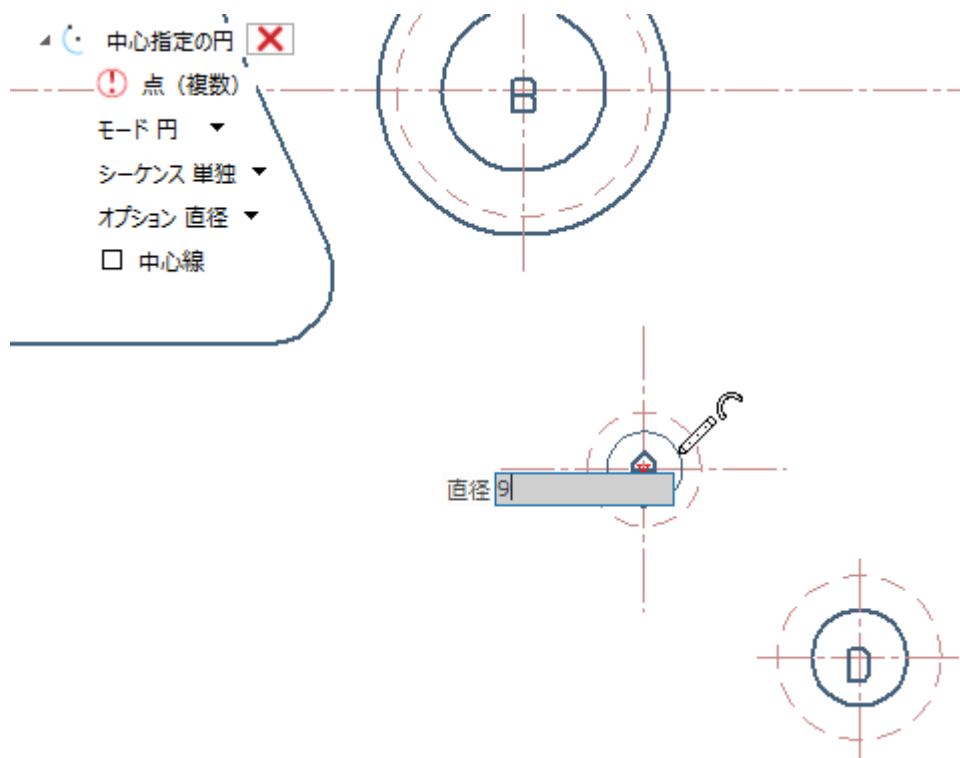 中心指定の円
点（複数）
B
モード 円
シーケンス 単独
オプション 直径
中心線
直径 9
D